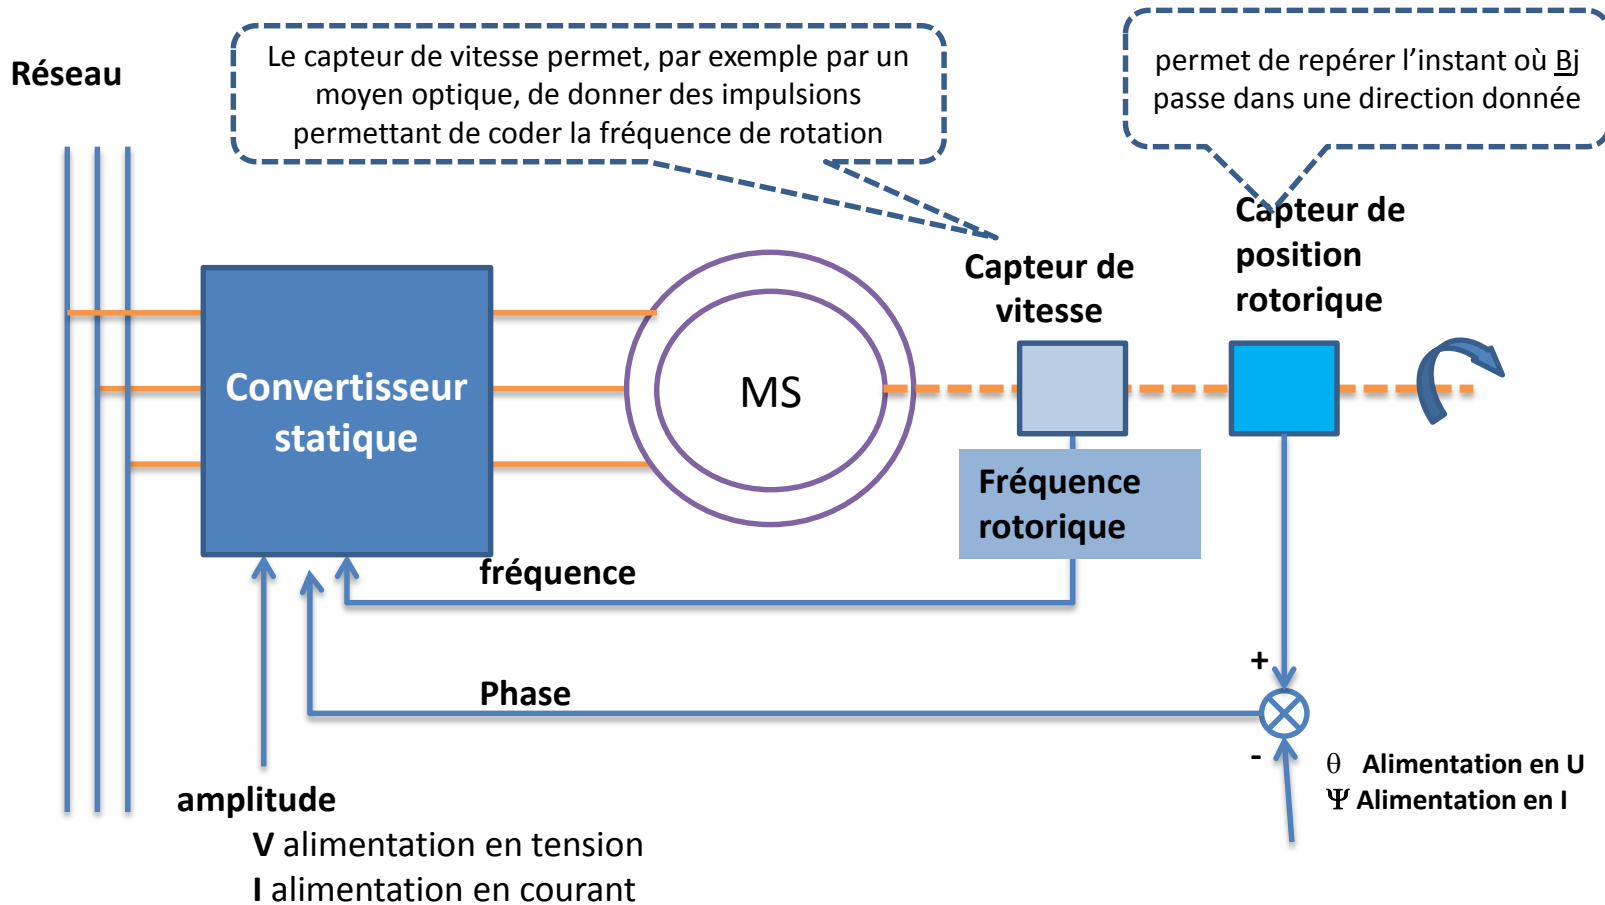 Réseau
Le capteur de vitesse permet, par exemple par un
moyen optique, de donner des impulsions
permettant de coder la fréquence de rotation
permet de repérer l’instant où Bj
passe dans une direction donnée
Capteur de
vitesse
Capteur de
position
rotorique
Convertisseur
statique
MS
Fréquence
rotorique
fréquence
Phase
+
-
θ Alimentation en U
Ψ Alimentation en I
amplitude
V alimentation en tension
I alimentation en courant